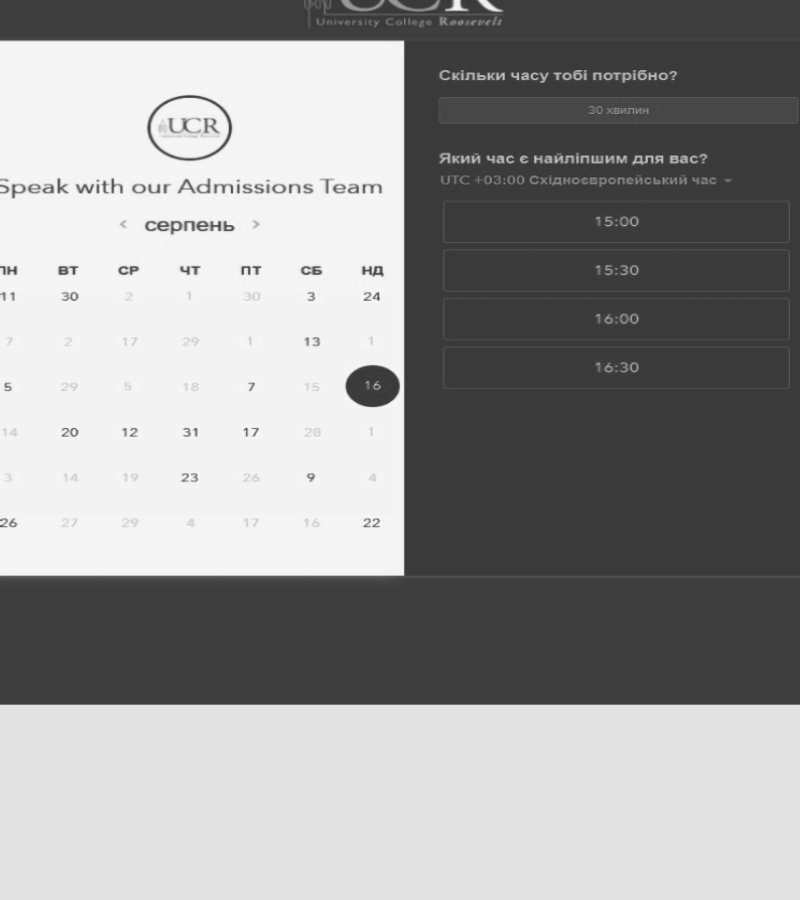 UCR
University College Roosevelt
UCR
Speak with our Admissions Team
< серпень >
ПН ВТ СР ЧТ ПТ СБ НД
11 30 2 1 30 3 24
7 2 17 29 1 13 1
5 29 5 18 7 15 16
14 20 12 31 17 28 1
3 14 19 23 26 9 4
26 27 29 4 17 16 22
Скільки часу тобі потрібно?
30 хвилин
Який час є найліпшим для вас?
UTC +03:00 Східноєвропейський час
15:00
15:30
16:00
16:30